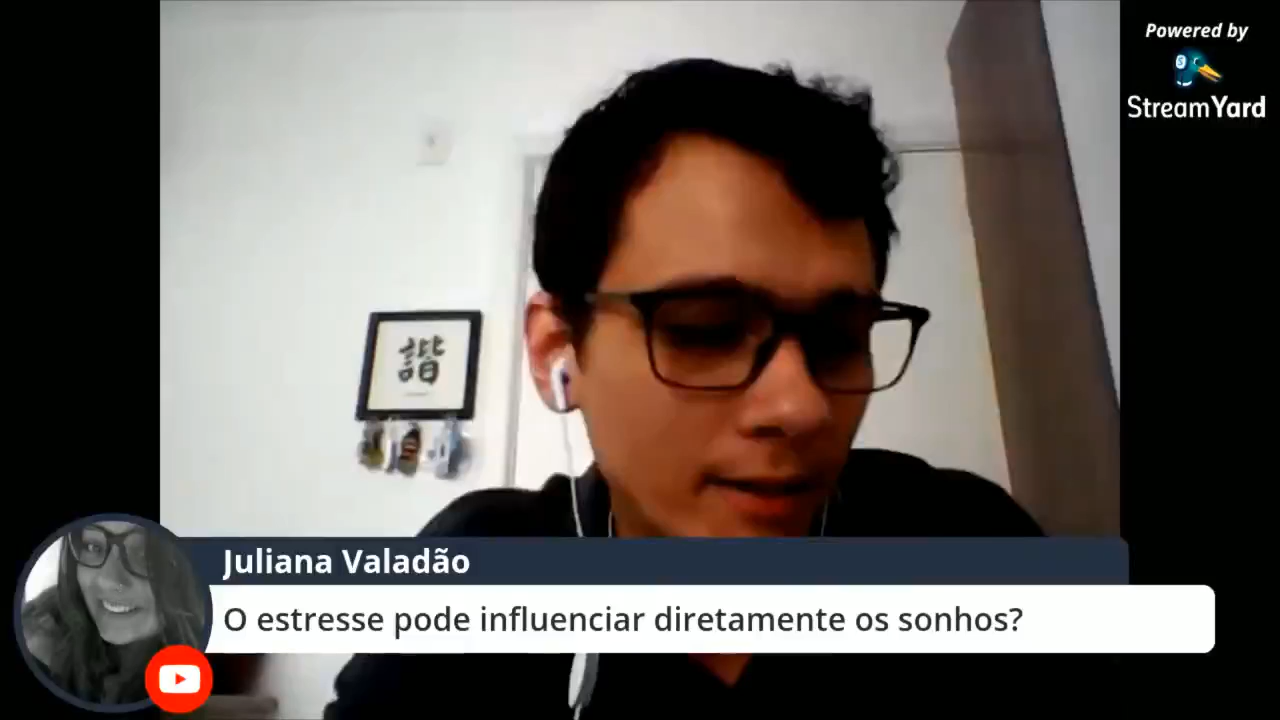 Powered by
StreamYard
諧
Juliana Valadão
O estresse pode influenciar diretamente os sonhos?